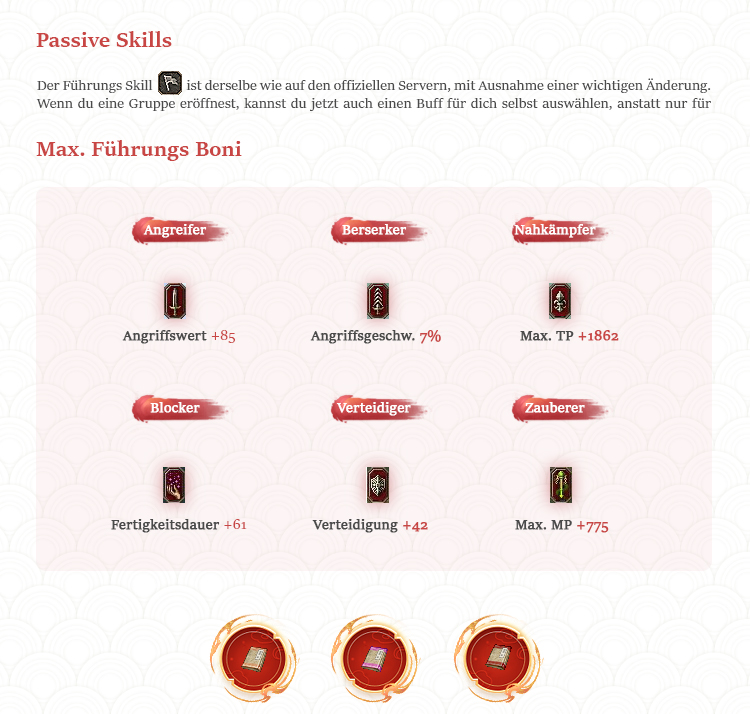 Passive Skills
Der Führungs Skill ist derselbe wie auf den offiziellen Servern, mit Ausnahme einer wichtigen Änderung.
Wenn du eine Gruppe eröffnest, kannst du jetzt auch einen Buff für dich selbst auswählen, anstatt nur für
Max. Führungs Boni
Angreifer Berserker Nahkämpfer
Angriffswert +85 Angriffsgeschw. 7% Max. TP +1862
Blocker Verteidiger Zauberer
Fertigkeitsdauer +61 Verteidigung +42 Max. MP +775